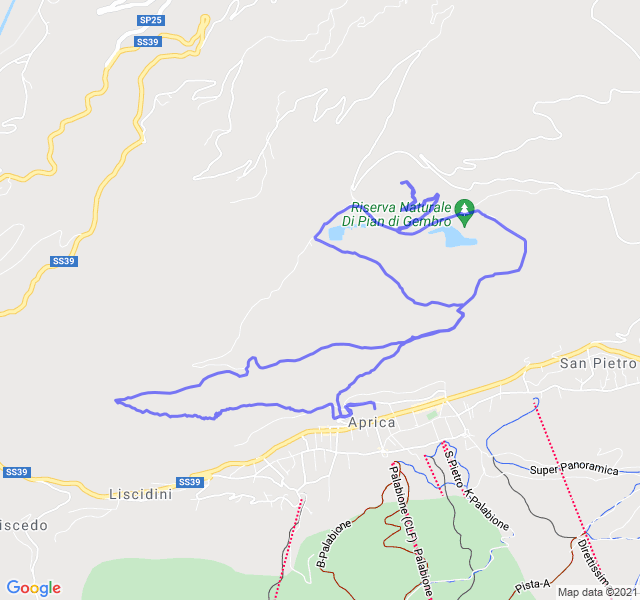 SP25
SS39
Riserva Naturale
Di Pian di Gembro
SS39
San Pietro
Aprica
SS39
SS39
Liscidini
Super Panoramica
S.Pietro
K-Palabione
Palabione (CLF)
Palabione
B-Palabione
Direttissim
iscedo
Pista-A
Google
Map data ©2021